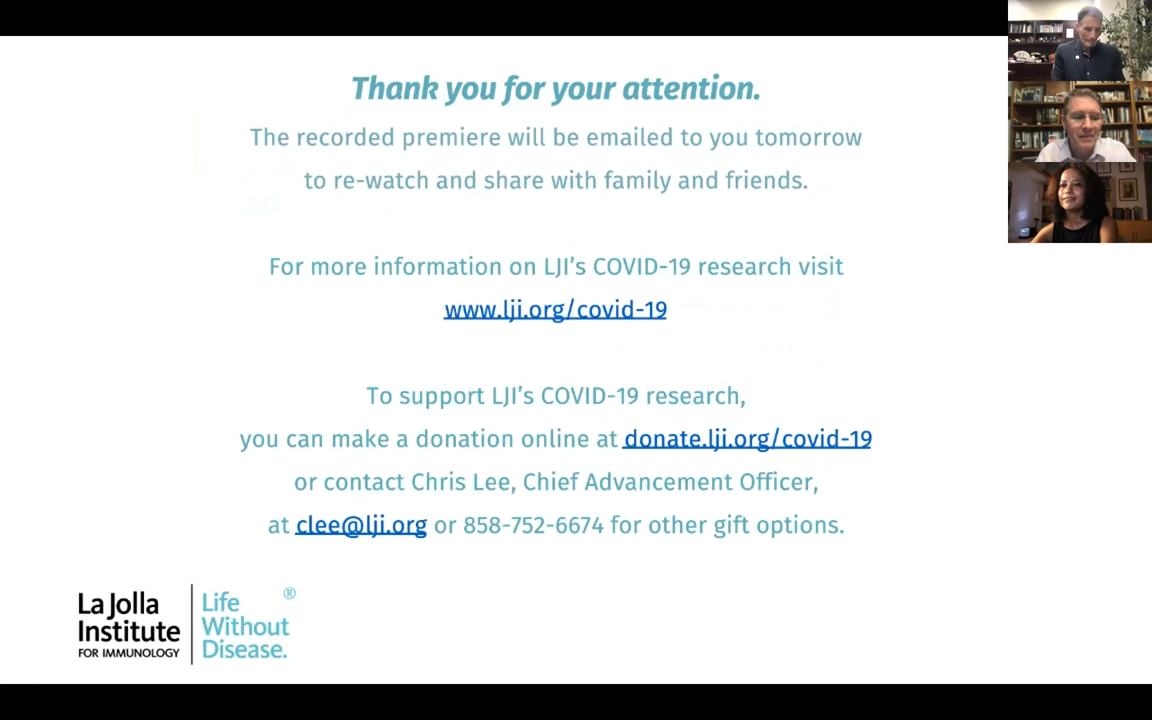 Thank you for your attention.
The recorded premiere will be emailed to you tomorrow
to re-watch and share with family and friends.
For more information on LJI's COVID-19 research visit
www.lji.org/covid-19
To support LJI's COVID-19 research,
you can make a donation online at donate.lji.org/covid-19
or contact Chris Lee, Chief Advancement Officer,
at clee@lji.org or 858-752-6674 for other gift options.
La Jolla
Institute
FOR IMMUNOLOGY
Life ®
Without
Disease.